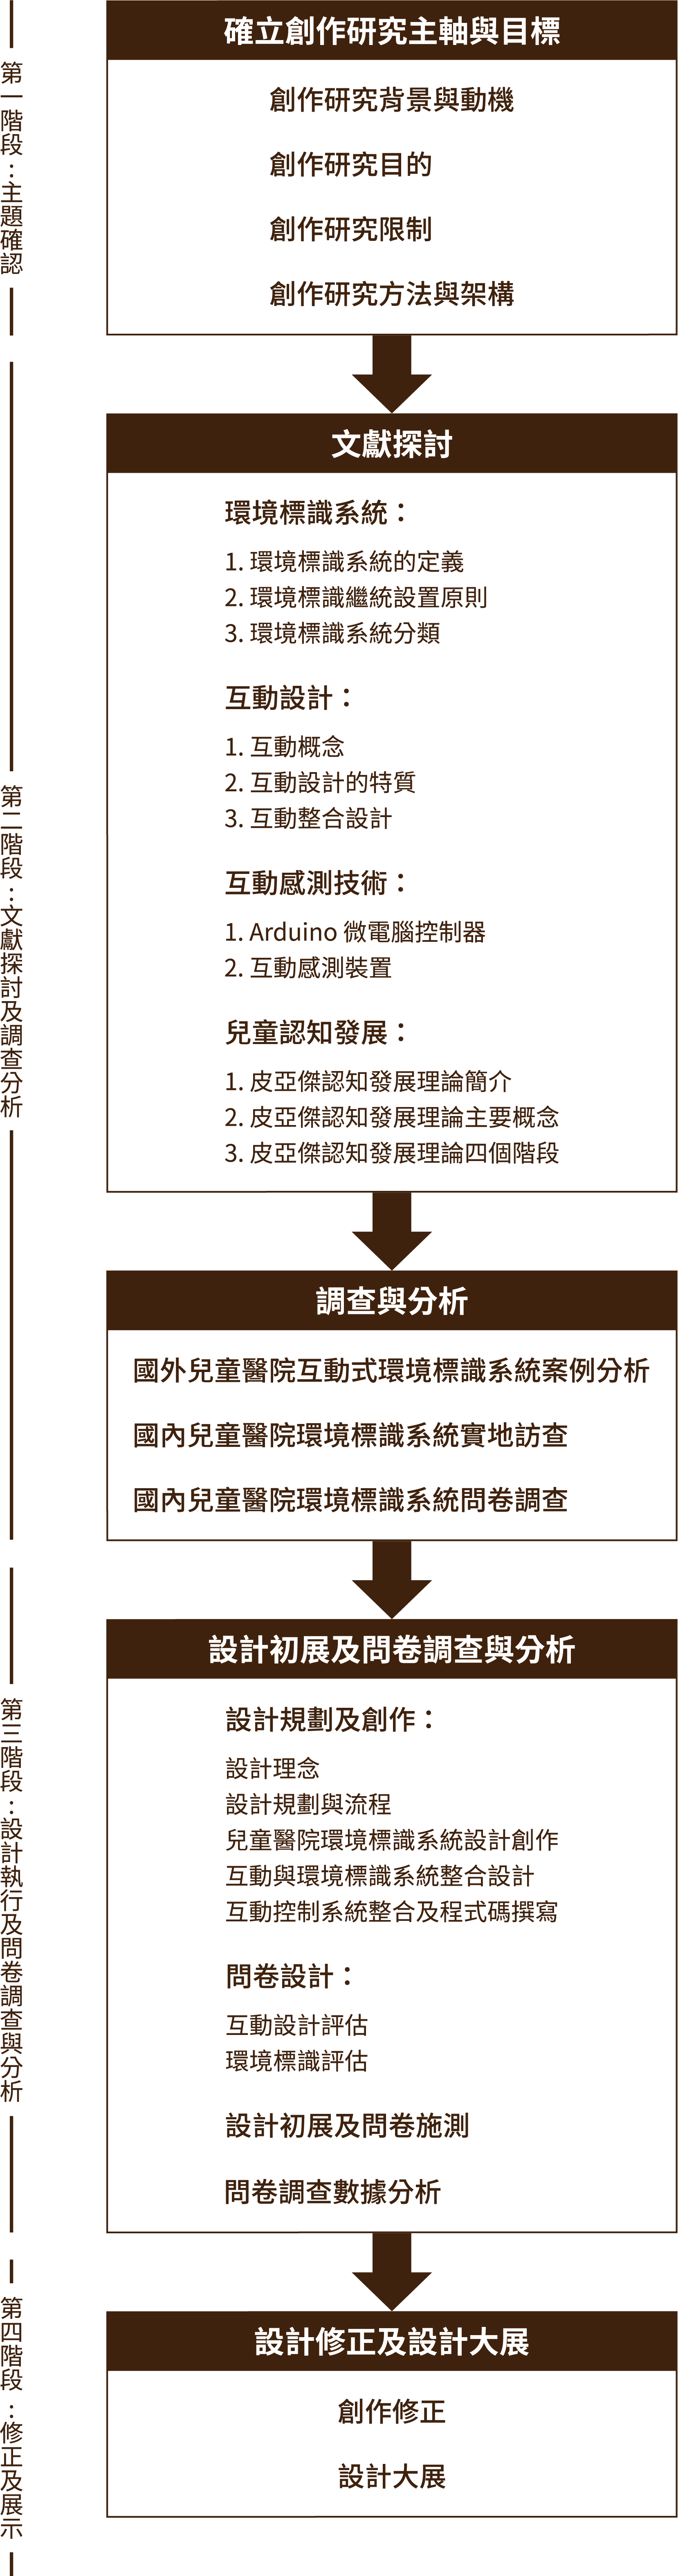 第一階段：主題確認
確立創作研究主軸與目標
創作研究背景與動機
創作研究目的
創作研究限制
創作研究方法與架構
第二階段：文獻探討及調查分析
文獻探討
環境標識系統：
1. 環境標識系統的定義
2. 環境標識繼統設置原則
3. 環境標識系統分類
互動設計：
1. 互動概念
2. 互動設計的特質
3. 互動整合設計
互動感測技術：
1. Arduino 微電腦控制器
2. 互動感測裝置
兒童認知發展：
1. 皮亞傑認知發展理論簡介
2. 皮亞傑認知發展理論主要概念
3. 皮亞傑認知發展理論四個階段
調查與分析
國外兒童醫院互動式環境標識系統案例分析
國內兒童醫院環境標識系統實地訪查
國內兒童醫院環境標識系統問卷調查
第三階段：設計執行及問卷調查與分析
設計初展及問卷調查與分析
設計規劃及創作：
設計理念
設計規劃與流程
兒童醫院環境標識系統設計創作
互動與環境標識系統整合設計
互動控制系統整合及程式碼撰寫
問卷設計：
互動設計評估
環境標識評估
設計初展及問卷施測
問卷調查數據分析
第四階段：修正及展示
設計修正及設計大展
創作修正
設計大展